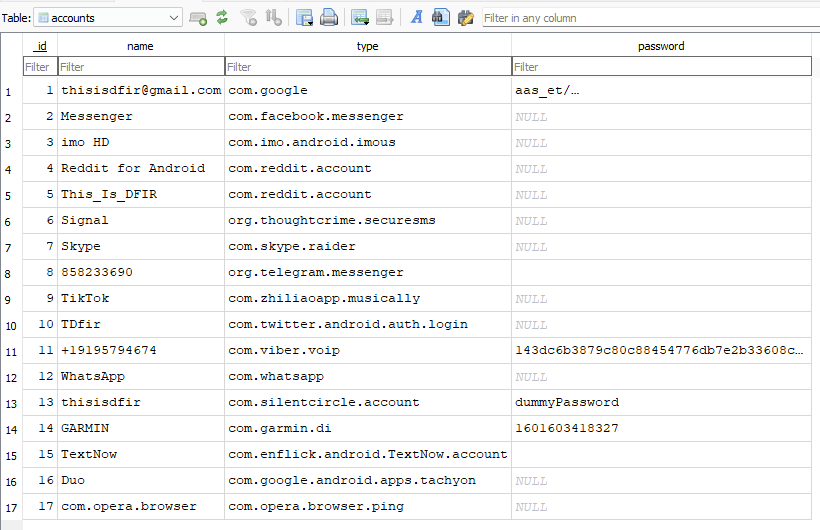 Table: accounts Filter in any column
_id name type password
Filter Filter Filter Filter
1 1 thisisdfir@gmail.com com.google aas_et/…
2 2 Messenger com.facebook.messenger NULL
3 3 imo HD com.imo.android.imous NULL
4 4 Reddit for Android com.reddit.account NULL
5 5 This_Is_DFIR com.reddit.account NULL
6 6 Signal org.thoughtcrime.securesms NULL
7 7 Skype com.skype.raider NULL
8 8 858233690 org.telegram.messenger
9 9 TikTok com.zhiliaoapp.musically NULL
10 10 TDfir com.twitter.android.auth.login NULL
11 11 +19195794674 com.viber.voip 143dc6b3879c80c88454776db7e2b33608c…
12 12 WhatsApp com.whatsapp NULL
13 13 thisisdfir com.silentcircle.account dummyPassword
14 14 GARMIN com.garmin.di 1601603418327
15 15 TextNow com.enflick.android.TextNow.account
16 16 Duo com.google.android.apps.tachyon NULL
17 17 com.opera.browser com.opera.browser.ping NULL